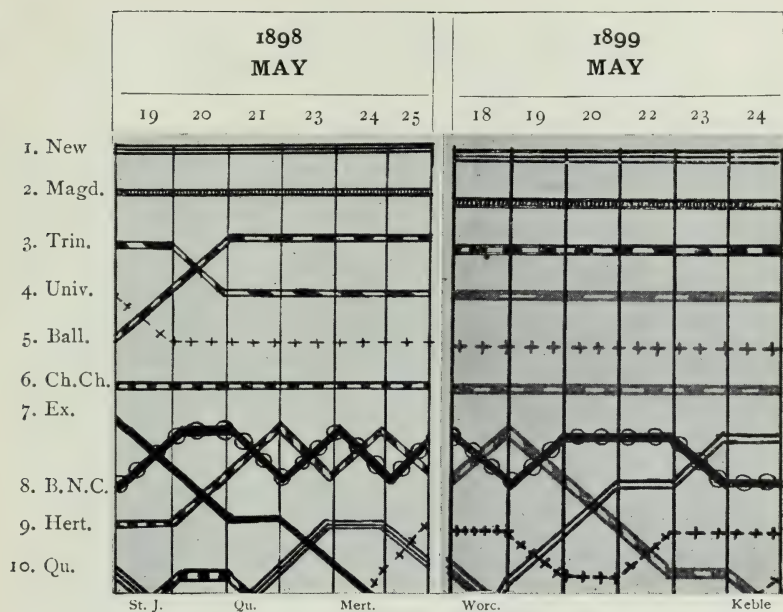 1898 1899
MAY MAY
19 20 21 23 24 25 18 19 20 22 23 24
1. New
2. Magd.
3. Trin.
4. Univ.
5. Ball.
6. Ch.Ch.
7. Ex.
8. B.N.C.
9. Hert.
10. Qu.
St. J. Qu. Mert. Worc. Keble